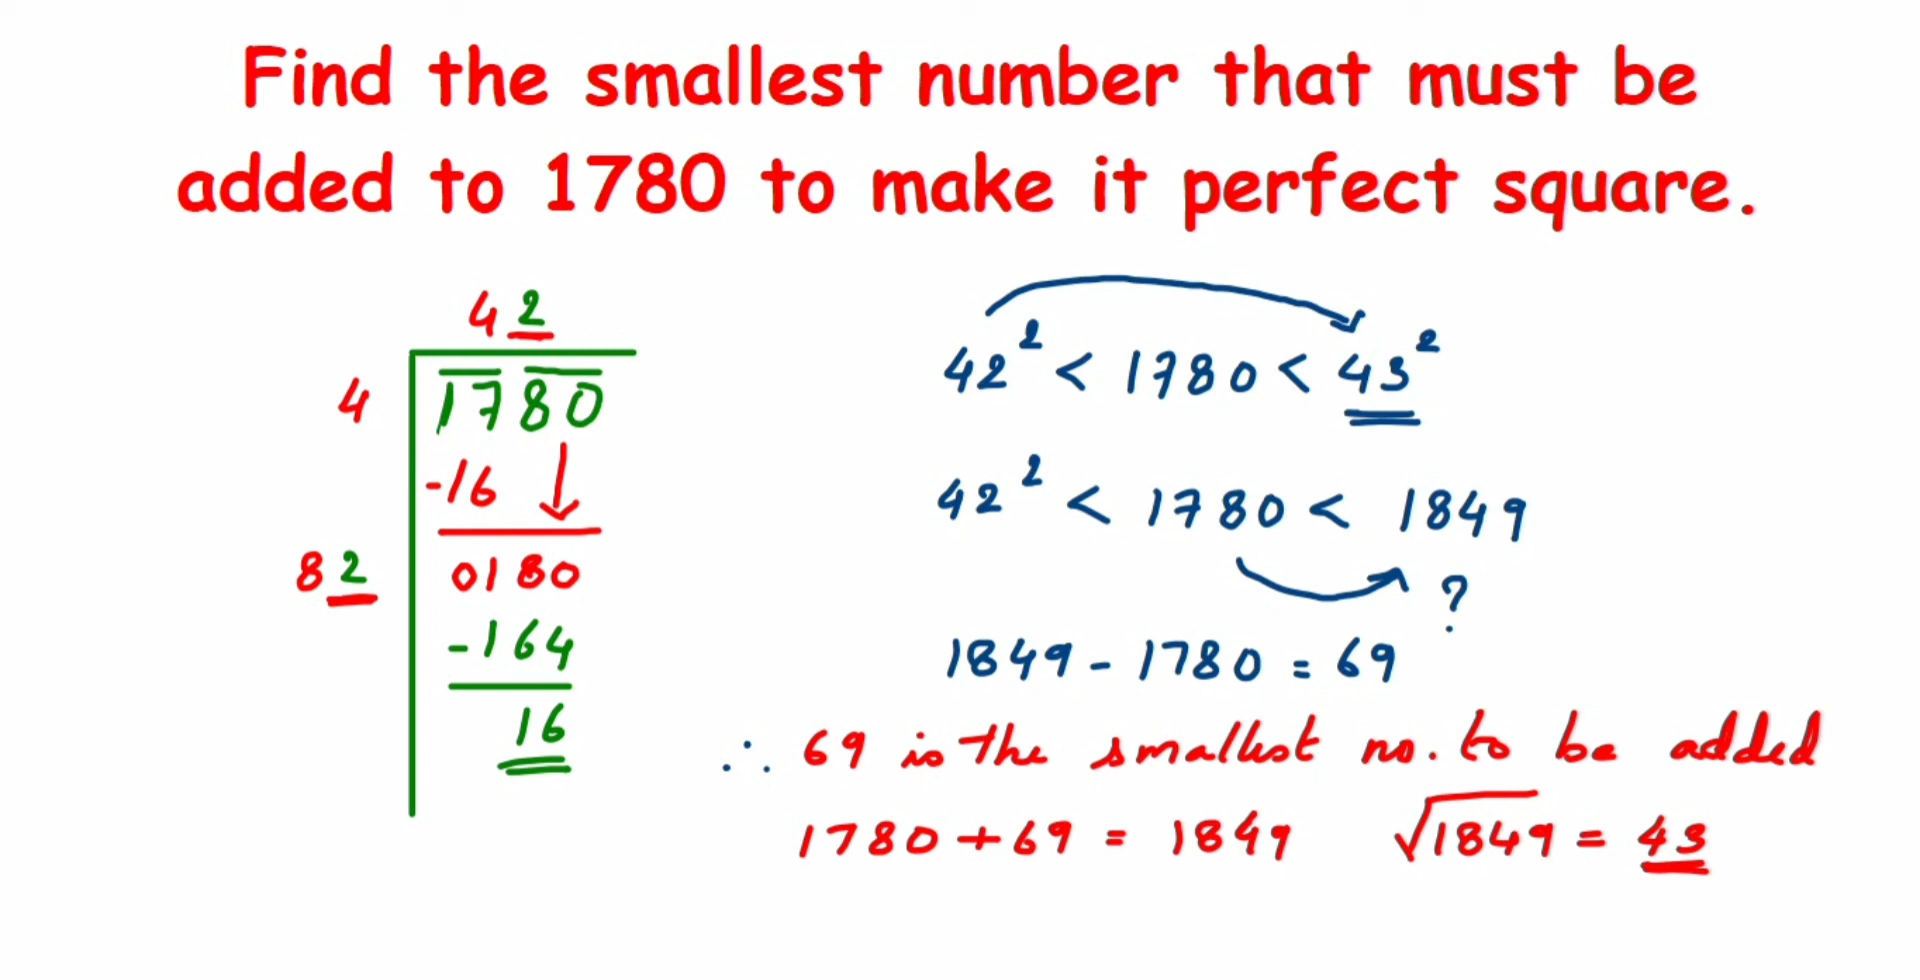 Find the smallest number that must be
added to 1780 to make it perfect square.
42
4 1780
-16
82 0180
-164
16
42² < 1780 < 43²
42² < 1780 < 1849
?
1849 - 1780 = 69
∴ 69 is the smallest no. to be added
1780 + 69 = 1849 √1849 = 43